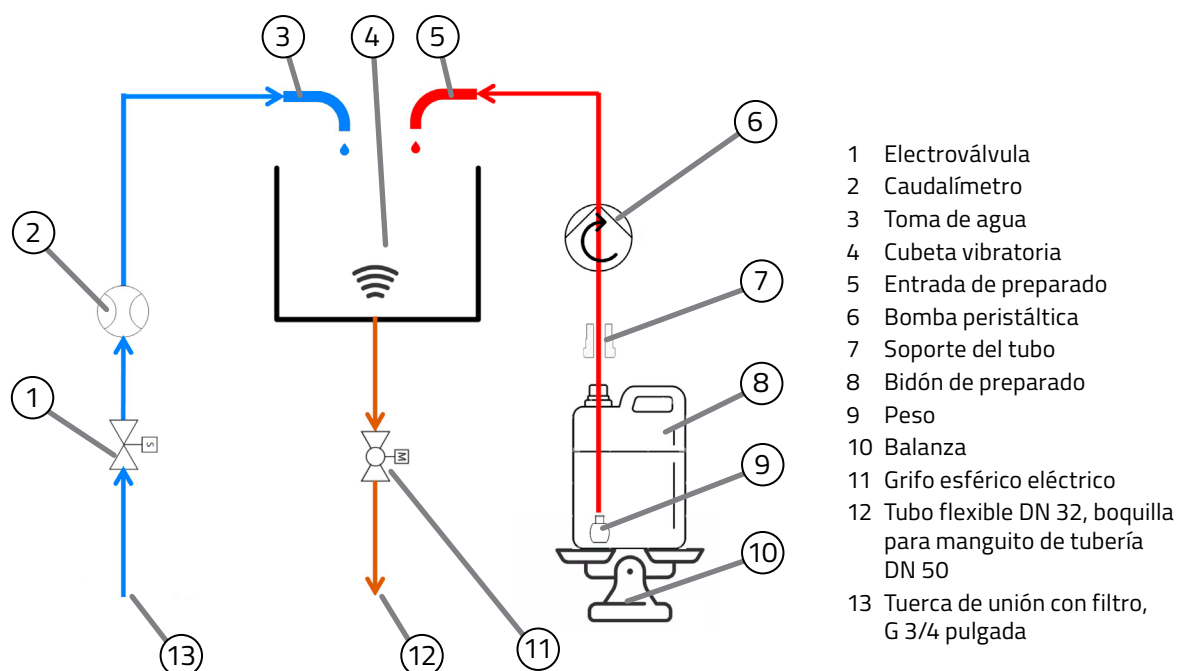 3
4
5
6
2
7
1
8
9
10
13
12
11
S
M
1 Electroválvula
2 Caudalímetro
3 Toma de agua
4 Cubeta vibratoria
5 Entrada de preparado
6 Bomba peristáltica
7 Soporte del tubo
8 Bidón de preparado
9 Peso
10 Balanza
11 Grifo esférico eléctrico
12 Tubo flexible DN 32, boquilla
para manguito de tubería
DN 50
13 Tuerca de unión con filtro,
G 3/4 pulgada